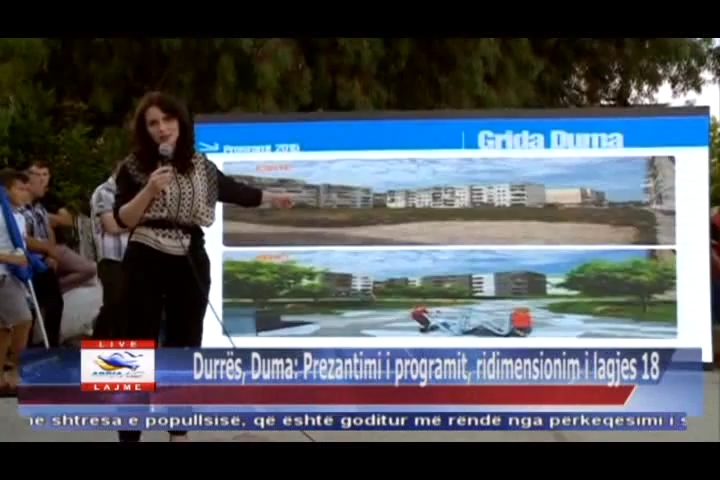 Programi 2015
Grida Duma
LIVE
LAJME
Durrës, Duma: Prezantimi i programit, ridimensionim i lagjes 18
shtresa e popullsisë, që është goditur më rëndë nga përkeqësimi i